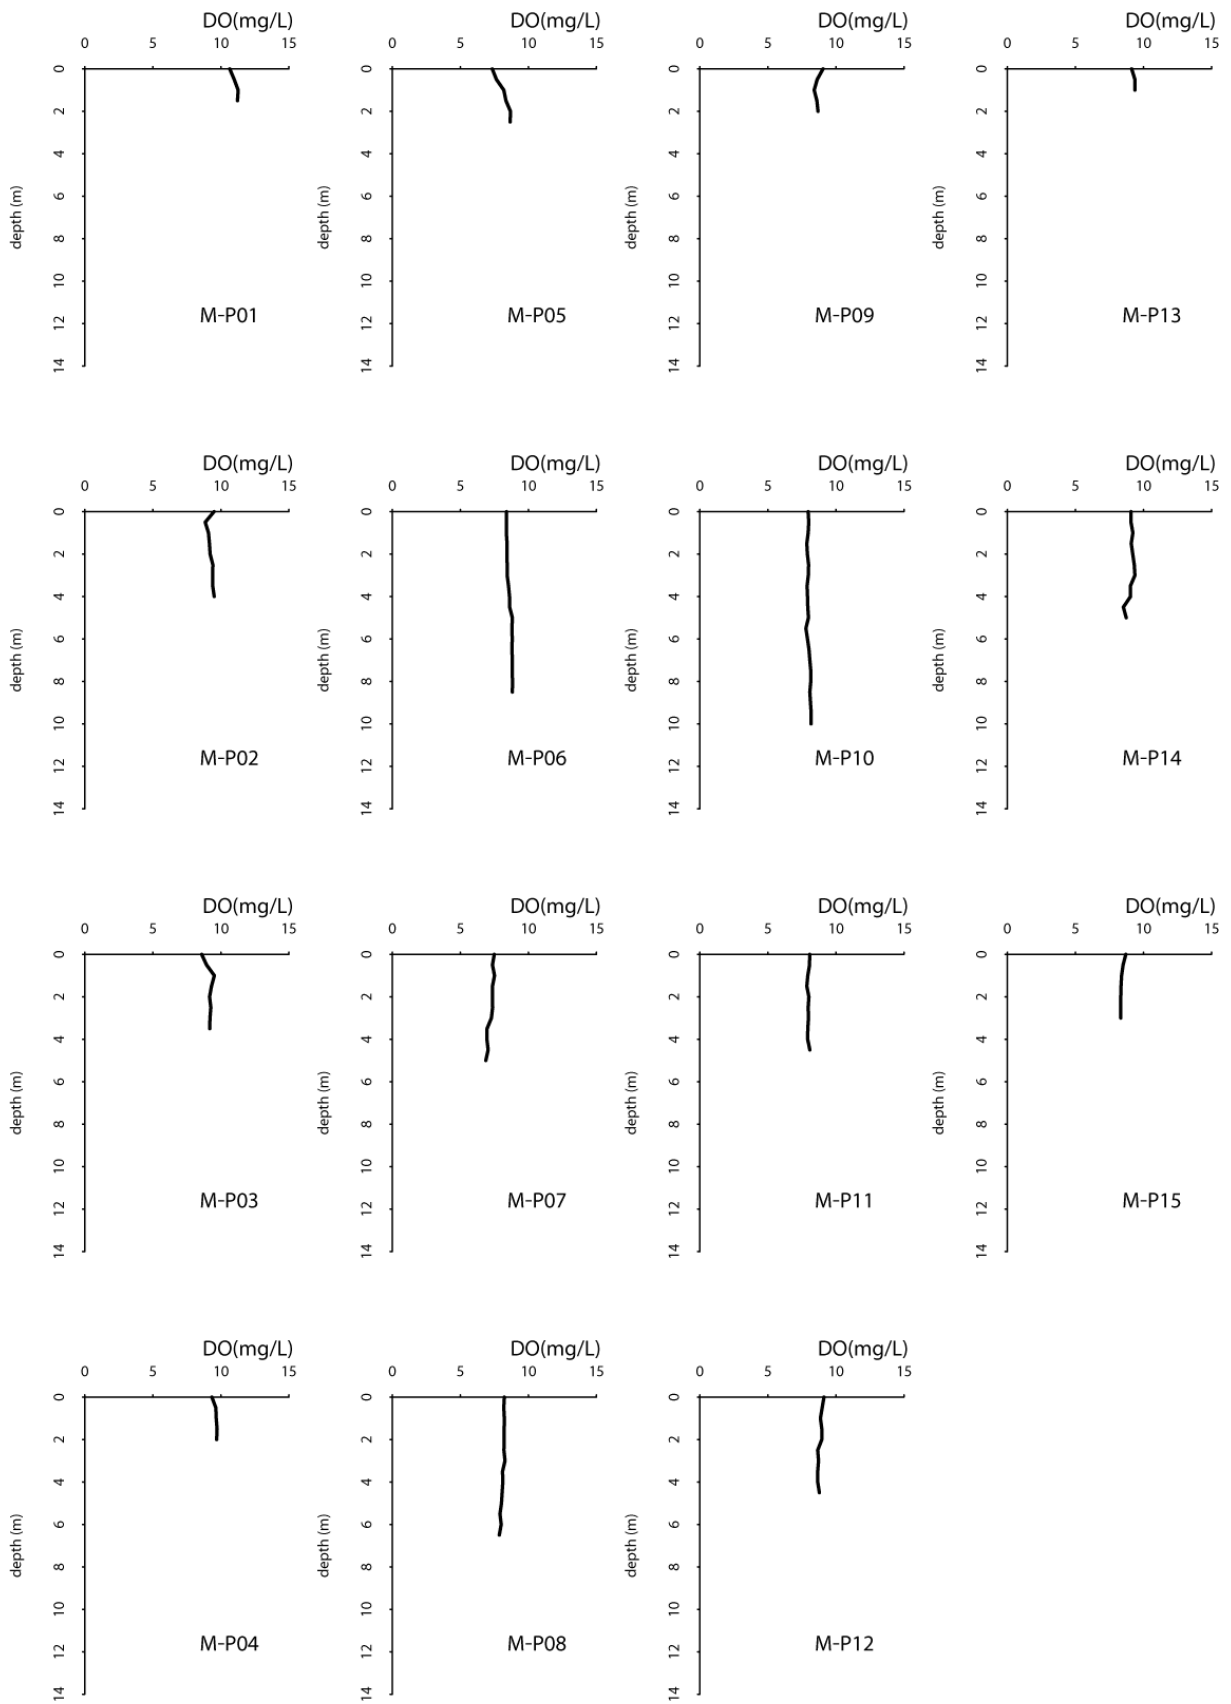 DO(mg/L) DO(mg/L) DO(mg/L) DO(mg/L)
0 5 10 15 0 5 10 15 0 5 10 15 0 5 10 15
0 0 0 0
2 2 2 2
4 4 4 4
6 6 6 6
depth (m) depth (m) depth (m) depth (m)
8 8 8 8
10 10 10 10
12 M-P01 12 M-P05 12 M-P09 12 M-P13
14 14 14 14
DO(mg/L) DO(mg/L) DO(mg/L) DO(mg/L)
0 5 10 15 0 5 10 15 0 5 10 15 0 5 10 15
0 0 0 0
2 2 2 2
4 4 4 4
6 6 6 6
depth (m) depth (m) depth (m) depth (m)
8 8 8 8
10 10 10 10
12 M-P02 12 M-P06 12 M-P10 12 M-P14
14 14 14 14
DO(mg/L) DO(mg/L) DO(mg/L) DO(mg/L)
0 5 10 15 0 5 10 15 0 5 10 15 0 5 10 15
0 0 0 0
2 2 2 2
4 4 4 4
6 6 6 6
depth (m) depth (m) depth (m) depth (m)
8 8 8 8
10 10 10 10
12 M-P03 12 M-P07 12 M-P11 12 M-P15
14 14 14 14
DO(mg/L) DO(mg/L) DO(mg/L)
0 5 10 15 0 5 10 15 0 5 10 15
0 0 0
2 2 2
4 4 4
6 6 6
depth (m) depth (m) depth (m)
8 8 8
10 10 10
12 M-P04 12 M-P08 12 M-P12
14 14 14